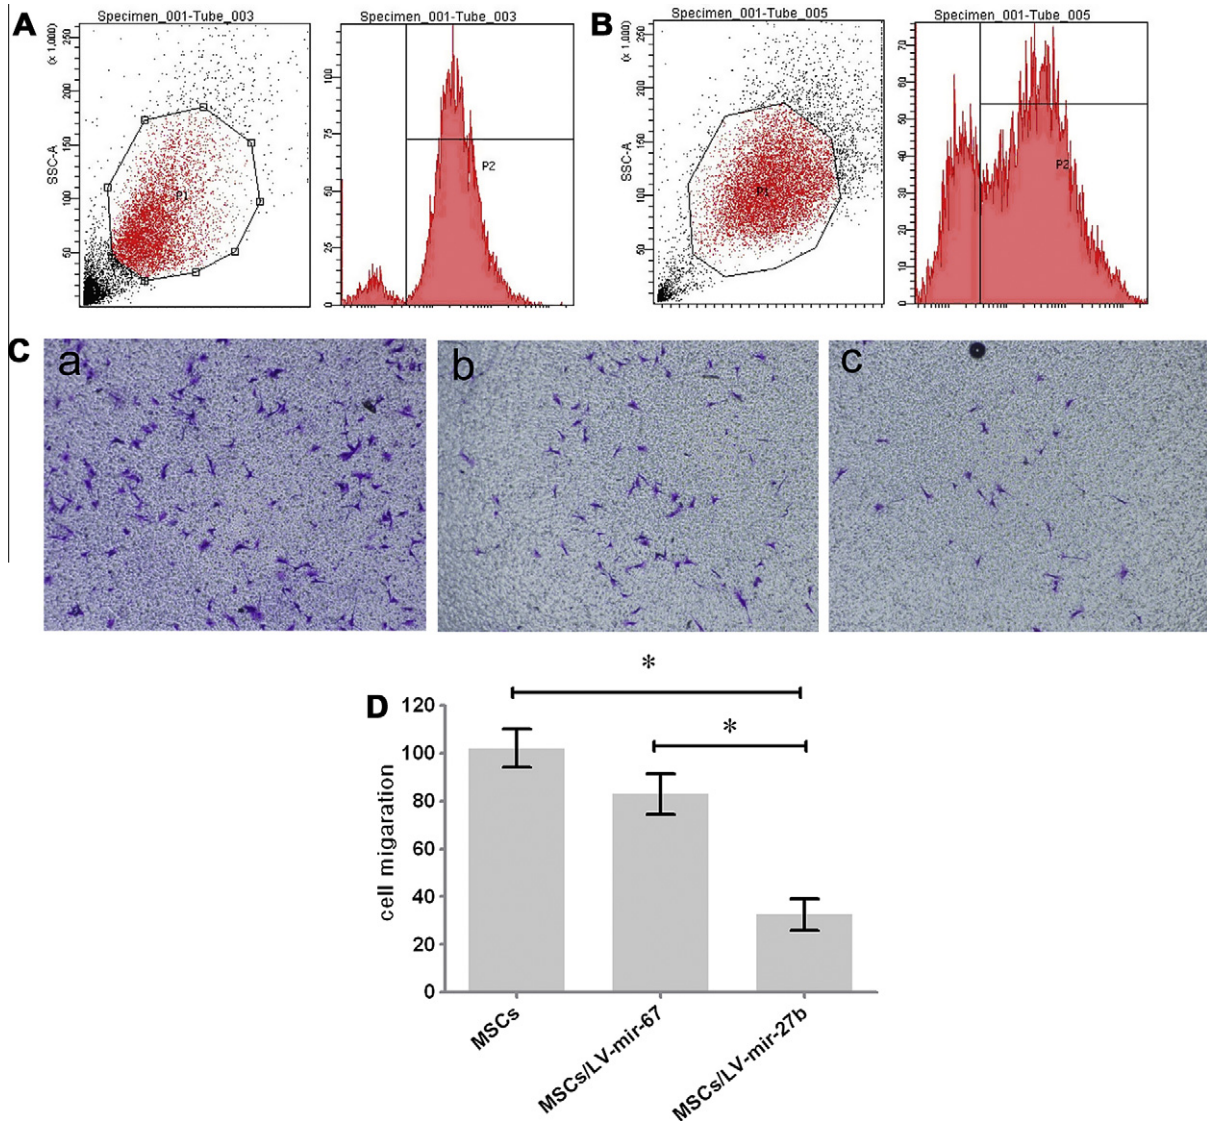 A
Specimen_001-Tube_003
Specimen_001-Tube_003
B
Specimen_001-Tube_005
Specimen_001-Tube_005
(x 1,000)
SSC-A
250
200
150
100
50
P1
100
75
50
25
0
P2
(x 1,000)
SSC-A
250
200
150
100
50
P1
70
60
50
40
30
20
10
0
P2
C
a
b
c
D
*
*
cell migaration
120
100
80
60
40
20
0
MSCs
MSCs/LV-mir-67
MSCs/LV-mir-27b